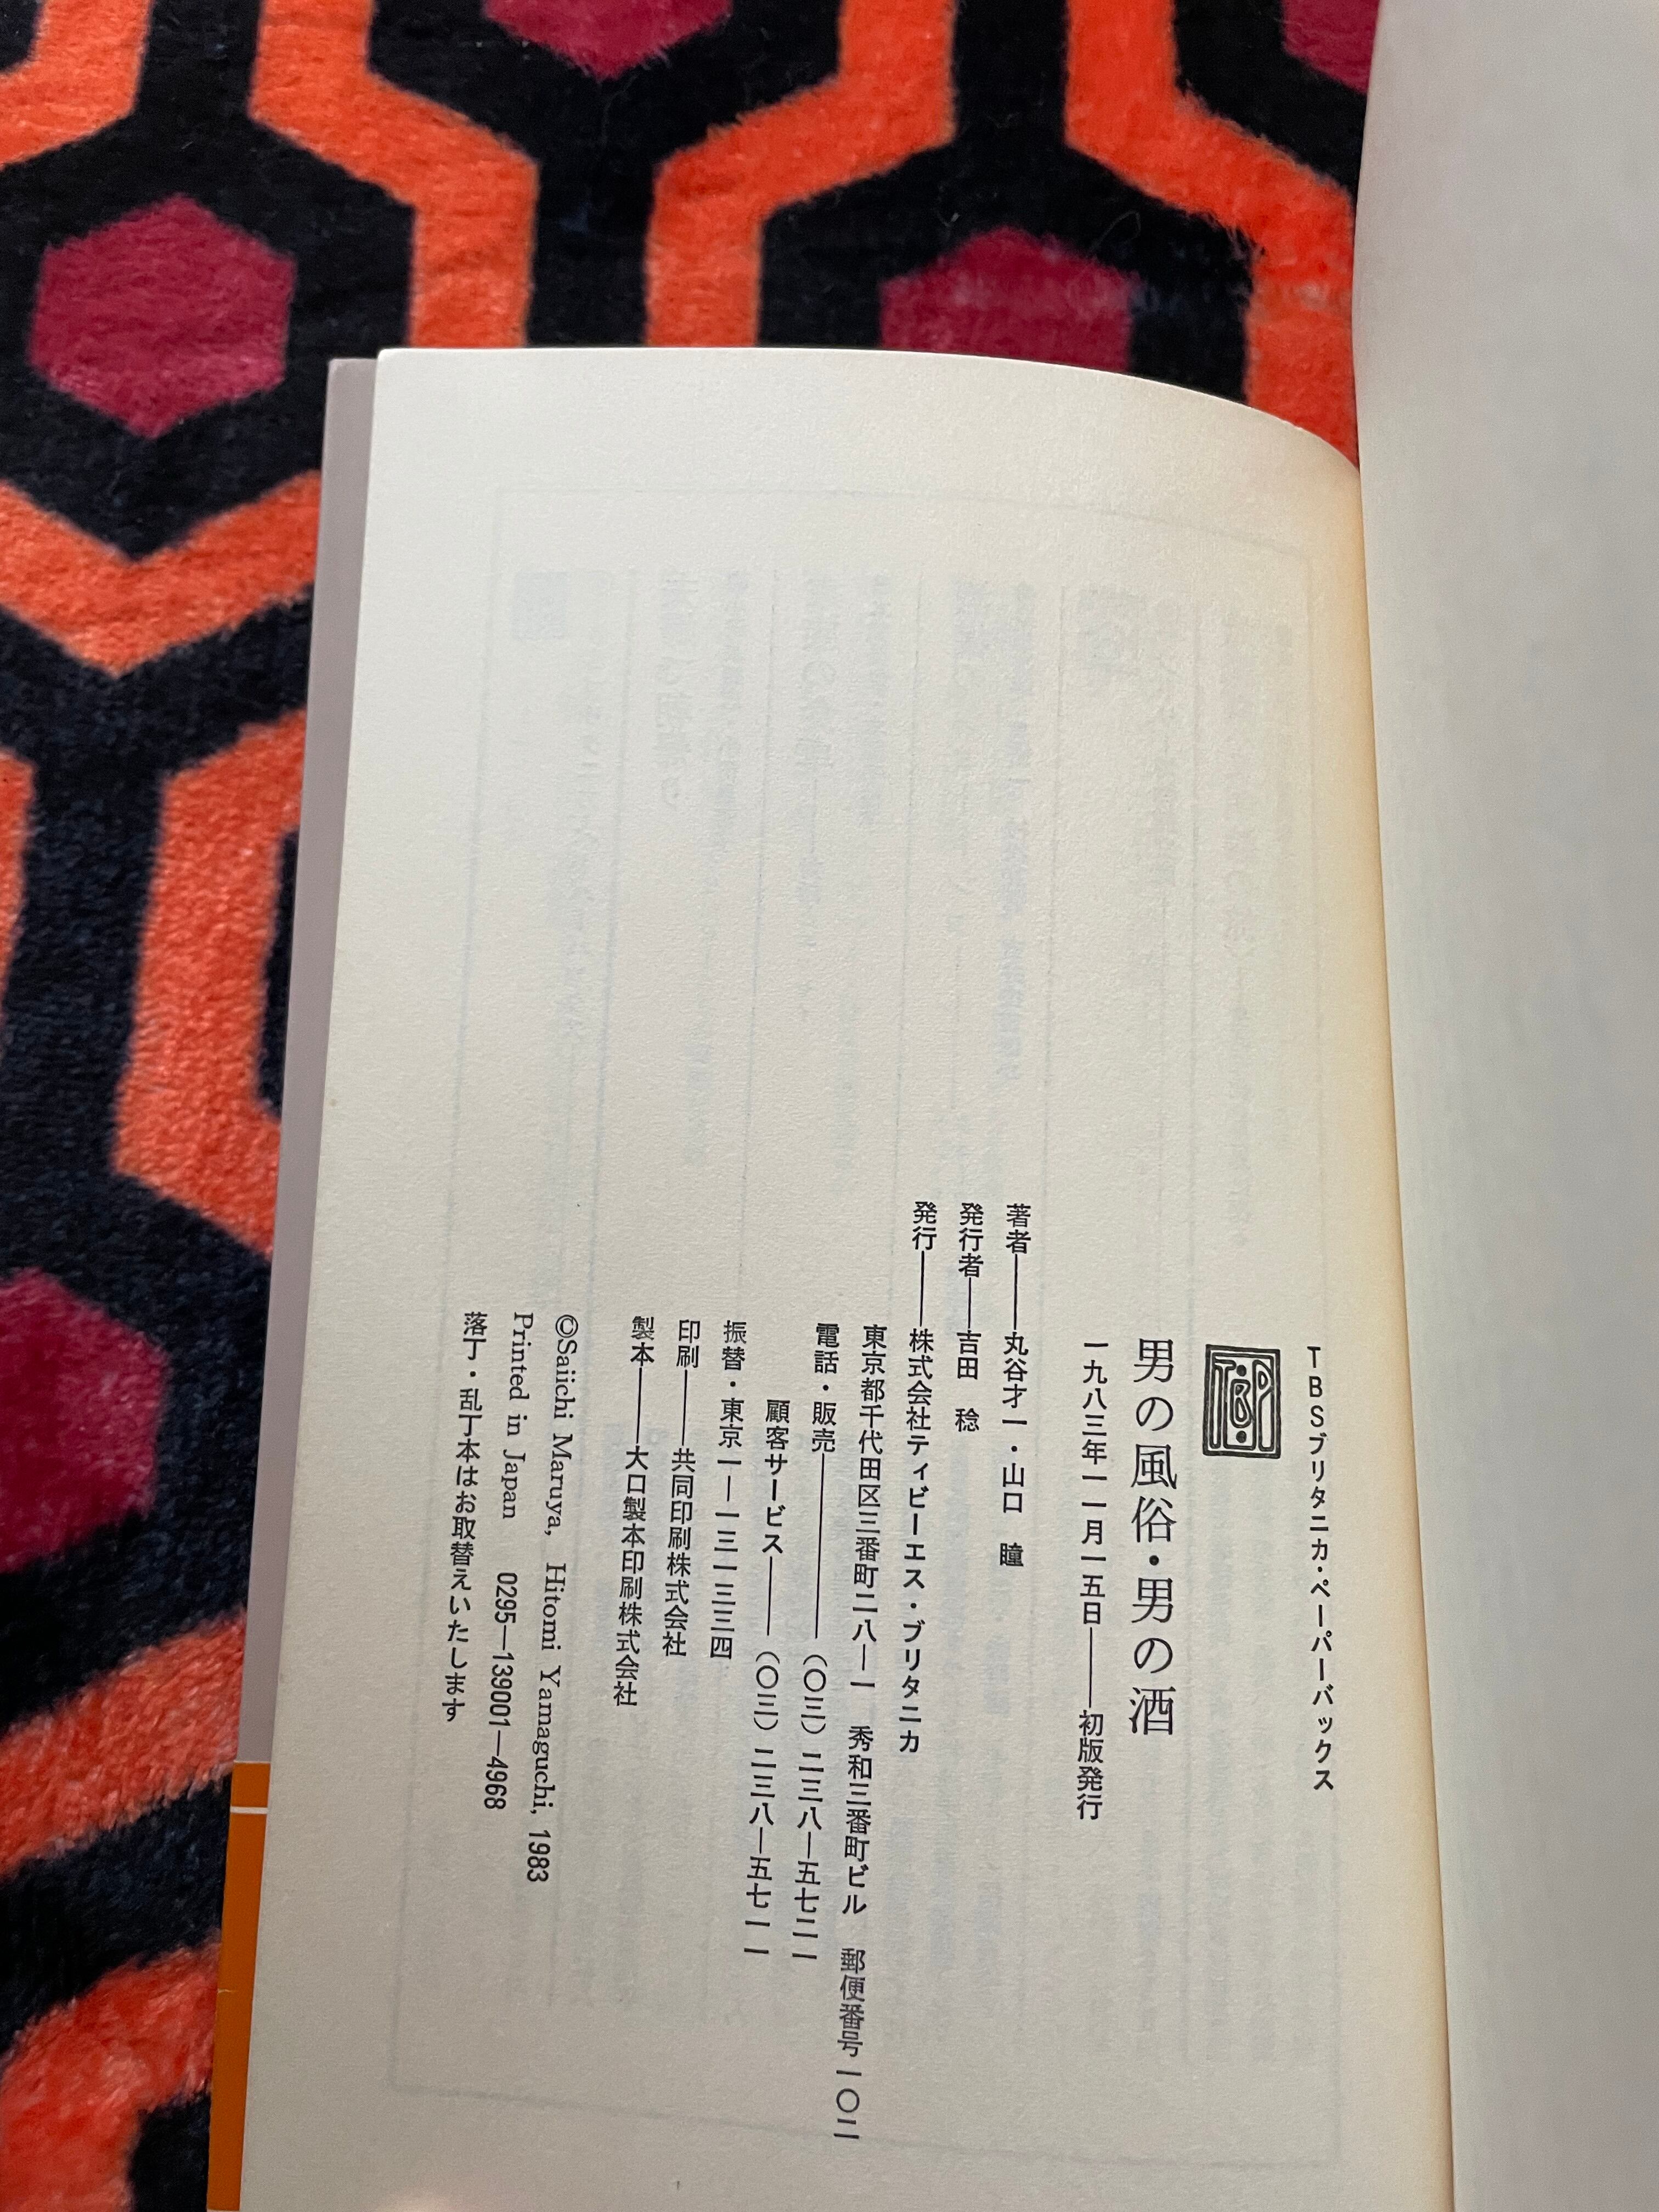 TBSブリタニカ・ペーパーバックス
TBSP
男の風俗・男の酒
一九八三年一一月一五日――初版発行
著者――丸谷才一・山口 瞳
発行者――吉田 稔
発行――株式会社ティビーエス・ブリタニカ
東京都千代田区三番町二八―一 秀和三番町ビル 郵便番号一〇二
電話・販売――(〇三)二三八―五七二一
顧客サービス――(〇三)二三八―五七一一
振替・東京一―一三一三三四
印刷――共同印刷株式会社
製本――大口製本印刷株式会社
©Saiichi Maruya, Hitomi Yamaguchi, 1983
Printed in Japan 0295―139001―4968
落丁・乱丁本はお取替えいたします